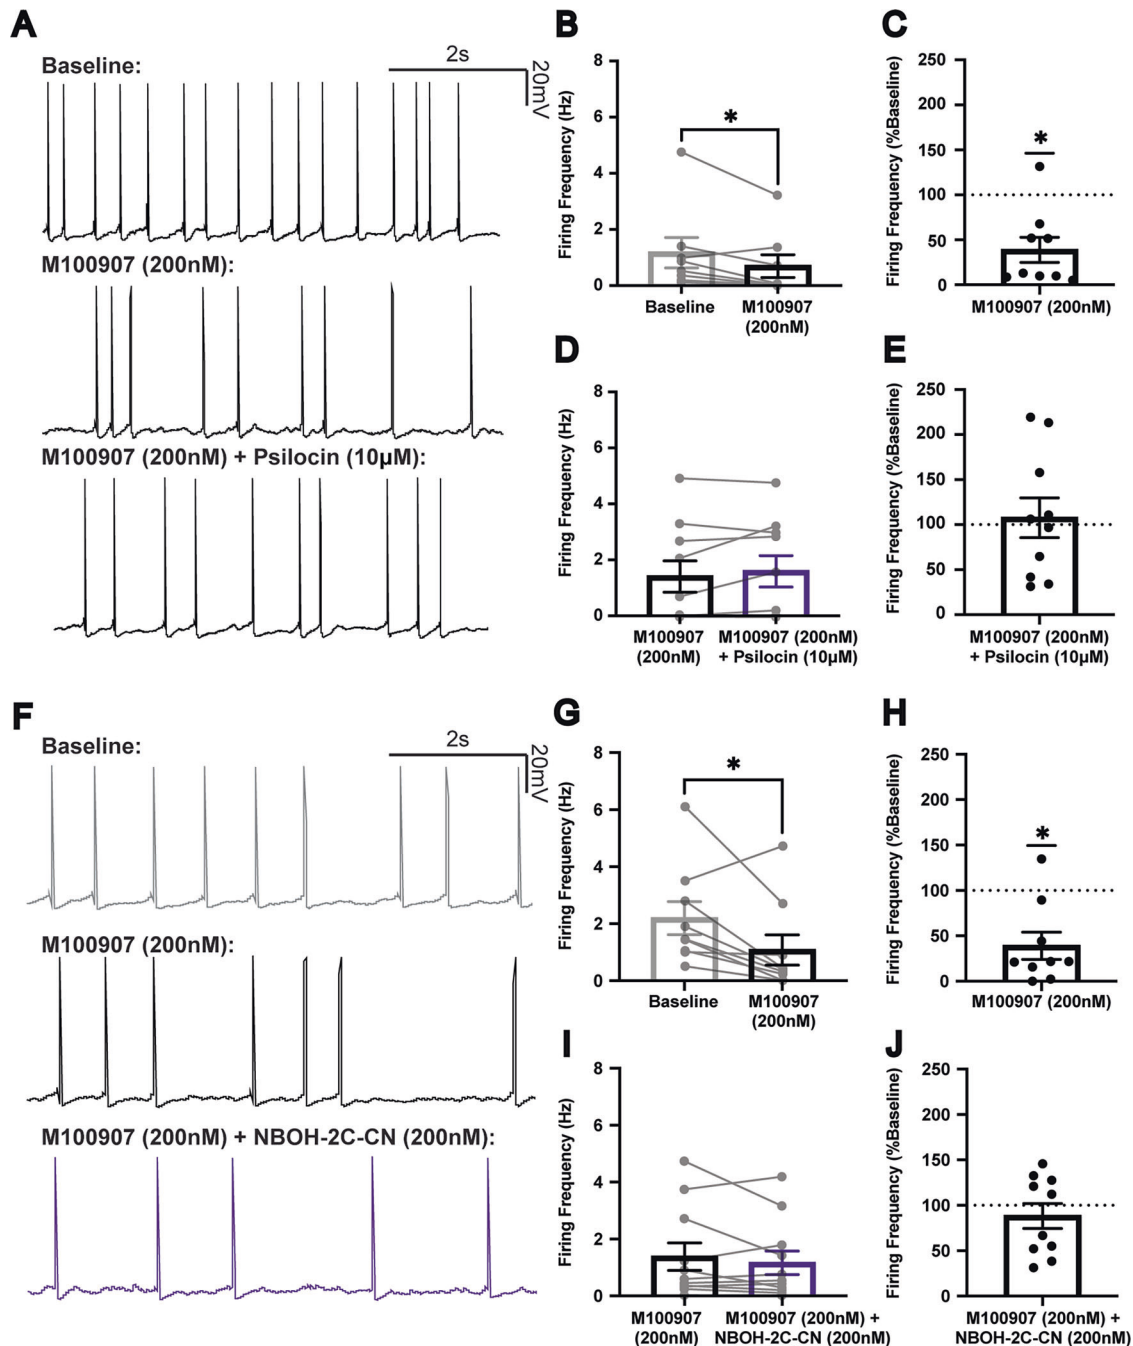 A
Baseline:
2s
20mV
M100907 (200nM):
M100907 (200nM) + Psilocin (10µM):
B
Firing Frequency (Hz)
8
6
4
2
0
*
Baseline
M100907
(200nM)
C
Firing Frequency (%Baseline)
250
200
150
100
50
0
*
M100907 (200nM)
D
Firing Frequency (Hz)
8
6
4
2
0
M100907
(200nM)
M100907 (200nM)
+ Psilocin (10µM)
E
Firing Frequency (%Baseline)
250
200
150
100
50
0
M100907 (200nM)
+ Psilocin (10µM)
F
Baseline:
2s
20mV
M100907 (200nM):
M100907 (200nM) + NBOH-2C-CN (200nM):
G
Firing Frequency (Hz)
8
6
4
2
0
*
Baseline
M100907
(200nM)
H
Firing Frequency (%Baseline)
250
200
150
100
50
0
*
M100907 (200nM)
I
Firing Frequency (Hz)
8
6
4
2
0
M100907
(200nM)
M100907 (200nM) +
NBOH-2C-CN (200nM)
J
Firing Frequency (%Baseline)
250
200
150
100
50
0
M100907 (200nM) +
NBOH-2C-CN (200nM)